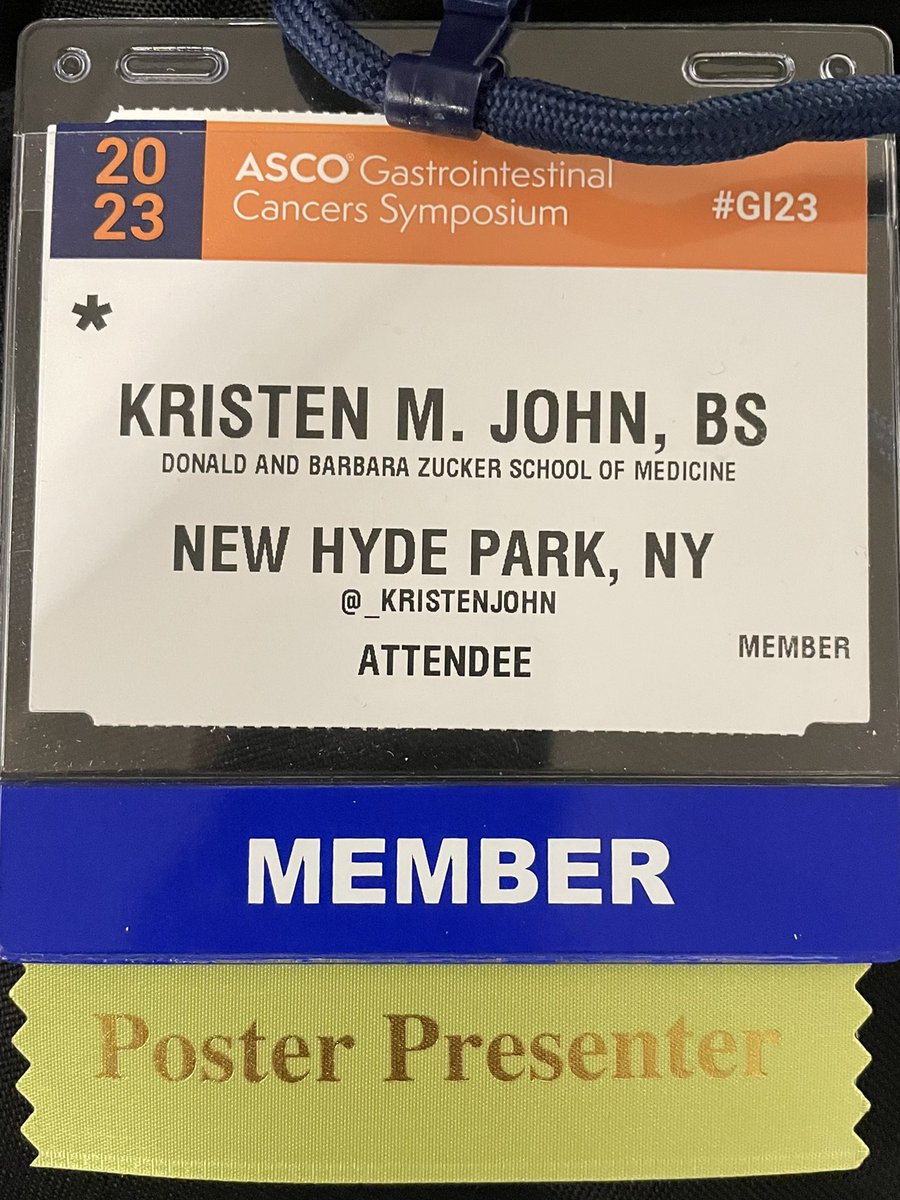 20
23
ASCO® Gastrointestinal
Cancers Symposium
#GI23
*
KRISTEN M. JOHN, BS
DONALD AND BARBARA ZUCKER SCHOOL OF MEDICINE
NEW HYDE PARK, NY
@_KRISTENJOHN
ATTENDEE
MEMBER
MEMBER
Poster Presenter